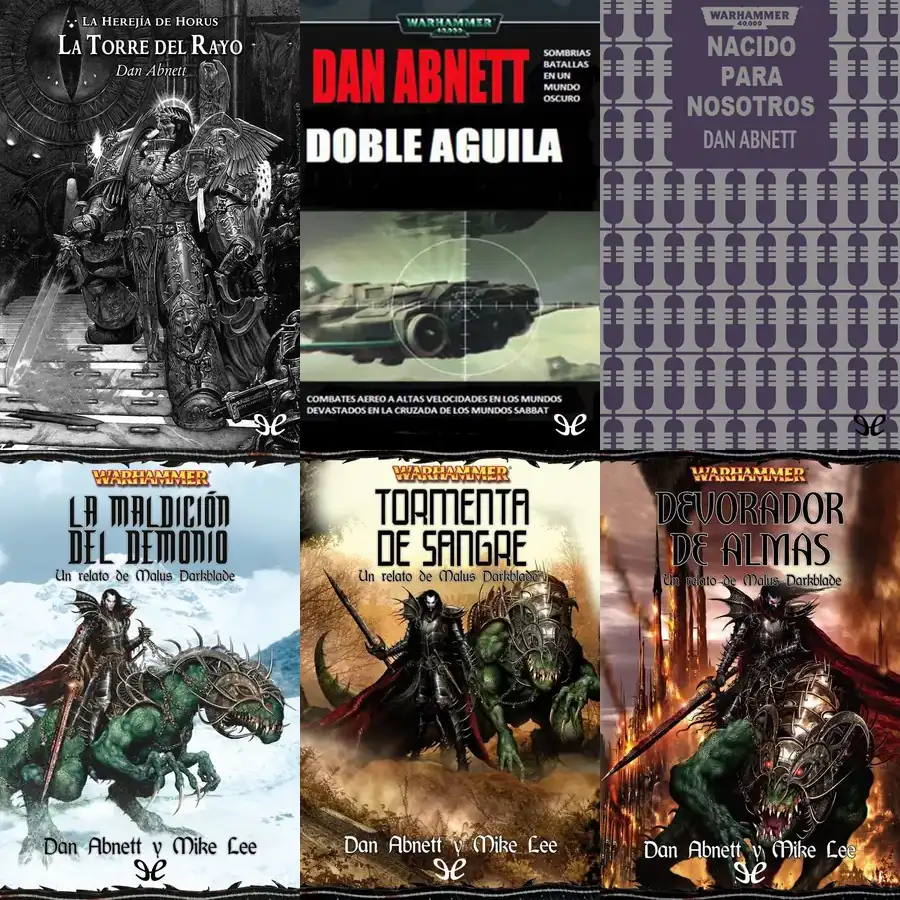 LA HEREJÍA DE HORUS
LA TORRE DEL RAYO
Dan Abnett
WARHAMMER
40,000
DAN ABNETT
SOMBRIAS
BATALLAS
EN UN
MUNDO
OSCURO
DOBLE AGUILA
COMBATES AEREO A ALTAS VELOCIDADES EN LOS MUNDOS
DEVASTADOS EN LA CRUZADA DE LOS MUNDOS SABBAT
WARHAMMER
40,000
NACIDO
PARA
NOSOTROS
DAN ABNETT
WARHAMMER
LA MALDICIÓN
DEL DEMONIO
Un relato de Malus Darkblade
Dan Abnett y Mike Lee
WARHAMMER
TORMENTA
DE SANGRE
Un relato de Malus Darkblade
Dan Abnett y Mike Lee
WARHAMMER
DEVORADOR
DE ALMAS
Un relato de Malus Darkblade
Dan Abnett y Mike Lee